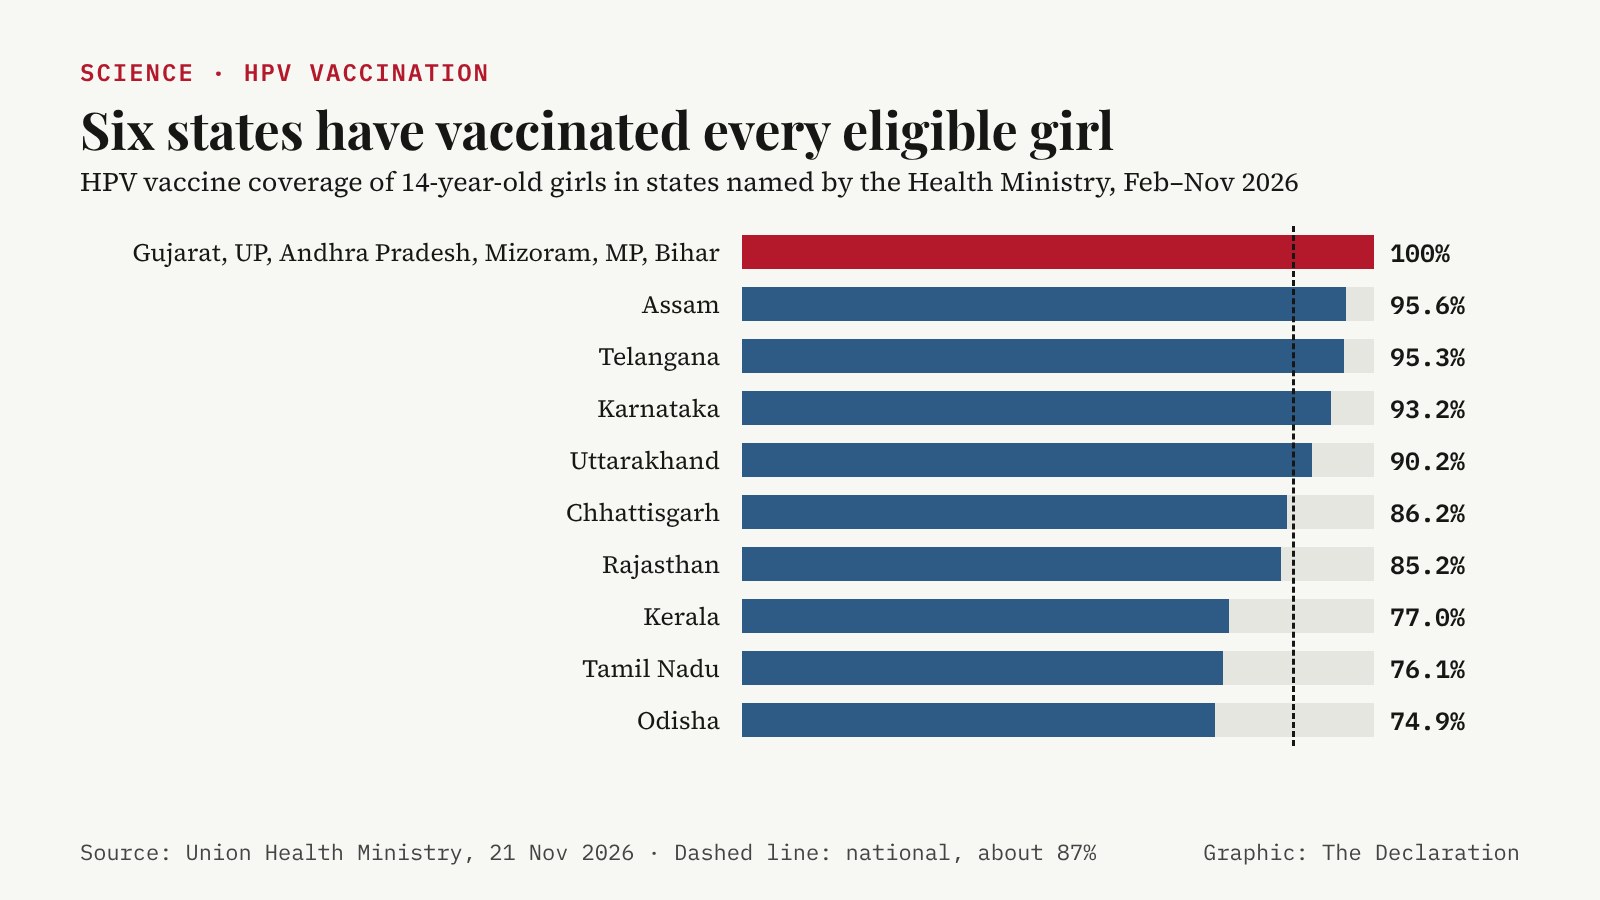 SCIENCE · HPV VACCINATION
Six states have vaccinated every eligible girl
HPV vaccine coverage of 14-year-old girls in states named by the Health Ministry, Feb–Nov 2026
Gujarat, UP, Andhra Pradesh, Mizoram, MP, Bihar 100%
Assam 95.6%
Telangana 95.3%
Karnataka 93.2%
Uttarakhand 90.2%
Chhattisgarh 86.2%
Rajasthan 85.2%
Kerala 77.0%
Tamil Nadu 76.1%
Odisha 74.9%
Source: Union Health Ministry, 21 Nov 2026 · Dashed line: national, about 87% Graphic: The Declaration